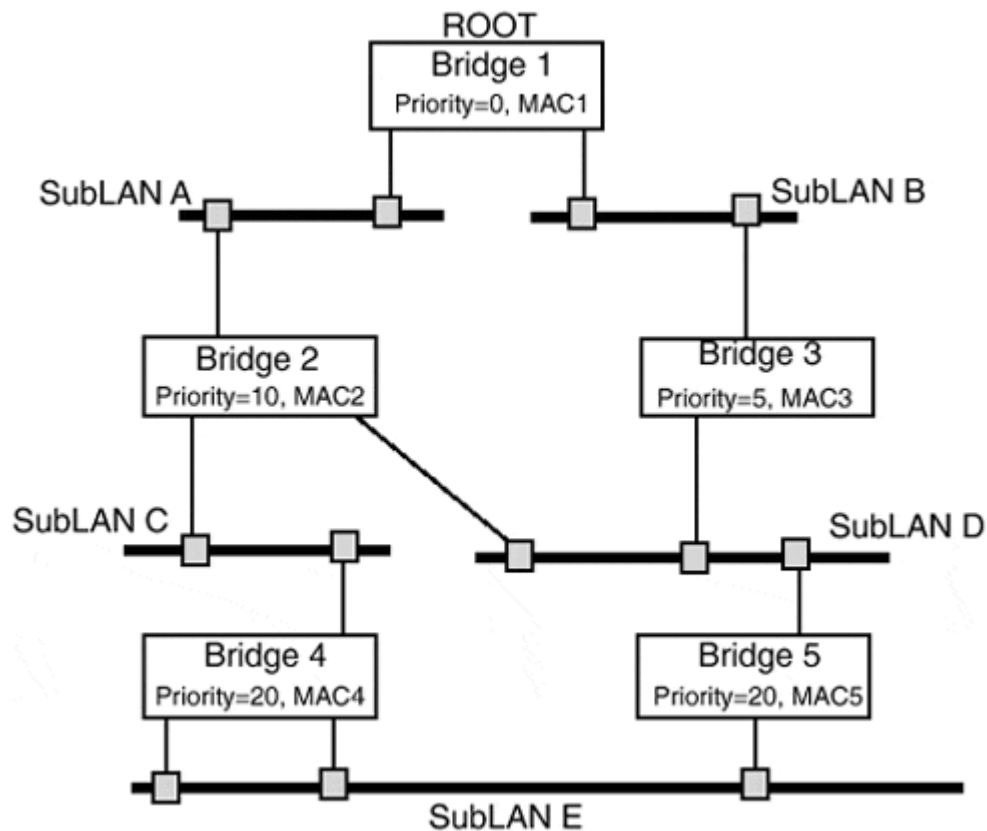 ROOT
Bridge 1
Priority=0, MAC1
SubLAN A
SubLAN B
Bridge 2
Priority=10, MAC2
Bridge 3
Priority=5, MAC3
SubLAN C
SubLAN D
Bridge 4
Priority=20, MAC4
Bridge 5
Priority=20, MAC5
SubLAN E